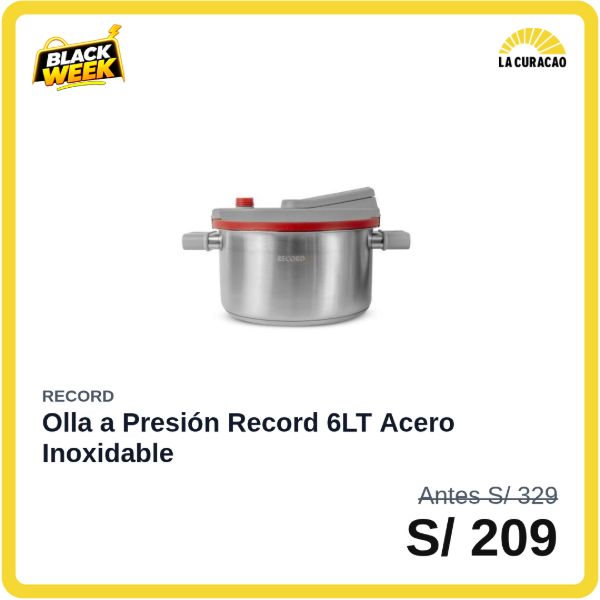 BLACK
WEEK
LA CURACAO
RECORD
RECORD
Olla a Presión Record 6LT Acero
Inoxidable
Antes S/ 329
S/ 209